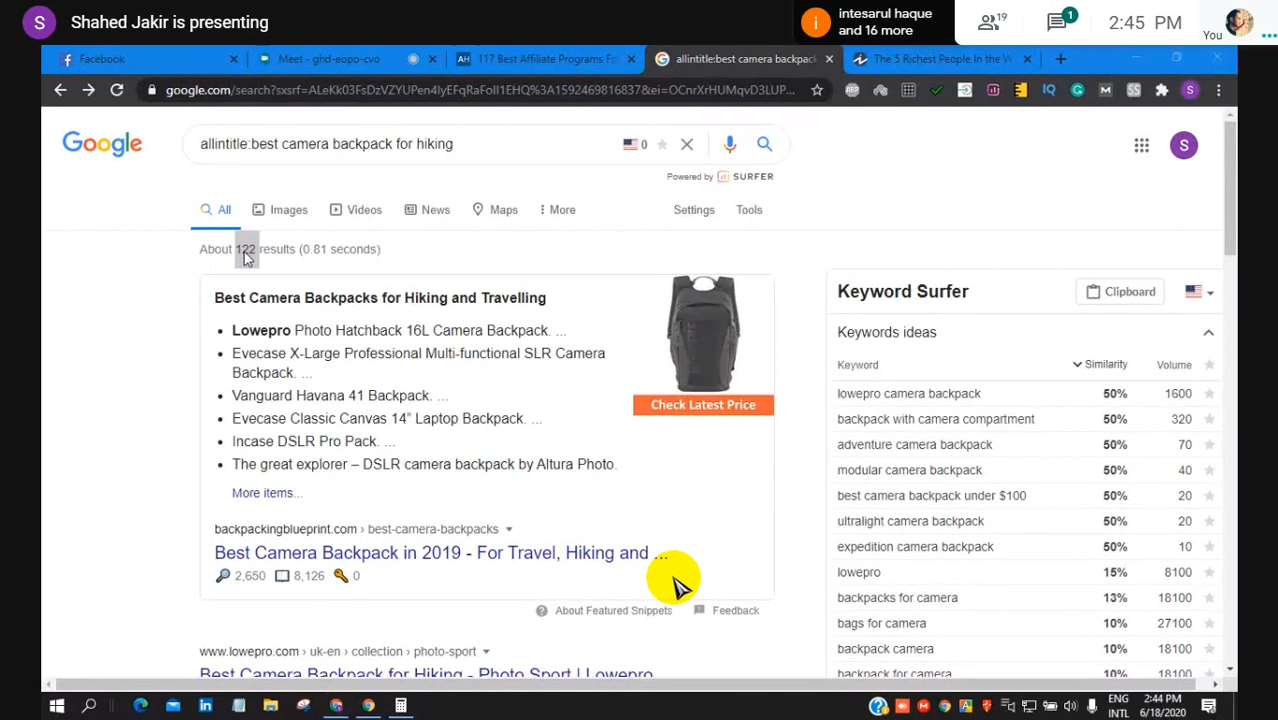 S Shahed Jakir is presenting
i intesarul haque
and 16 more
19
1
2:45 PM
You
Facebook
Meet - ghd-eopo-cvo
AH 117 Best Affiliate Programs For
allintitle:best camera backpack
The 5 Richest People In the W
google.com/search?sxsrf=ALeKk03FsDzVZYUPen4lyEFqRaFoll1EHQ%3A1592469816837&ei=OCnrXrHUMqvD3LUP...
S
Google
allintitle:best camera backpack for hiking
0
S
Powered by SURFER
All
Images
Videos
News
Maps
More
Settings
Tools
About 122 results (0.81 seconds)
Best Camera Backpacks for Hiking and Travelling
• Lowepro Photo Hatchback 16L Camera Backpack. ...
• Evecase X-Large Professional Multi-functional SLR Camera
Backpack. ...
• Vanguard Havana 41 Backpack. ...
• Evecase Classic Canvas 14" Laptop Backpack. ...
• Incase DSLR Pro Pack. ...
• The great explorer – DSLR camera backpack by Altura Photo.
More items...
Check Latest Price
backpackingblueprint.com › best-camera-backpacks
Best Camera Backpack in 2019 - For Travel, Hiking and ...
2,650 8,126 0
About Featured Snippets
Feedback
www.lowepro.com › uk-en › collection › photo-sport
Best Camera Backpack for Hiking - Photo Sport | Lowepro
Keyword Surfer
Clipboard
Keywords ideas
Keyword Similarity Volume
lowepro camera backpack 50% 1600
backpack with camera compartment 50% 320
adventure camera backpack 50% 70
modular camera backpack 50% 40
best camera backpack under $100 50% 20
ultralight camera backpack 50% 20
expedition camera backpack 50% 10
lowepro 15% 8100
backpacks for camera 13% 18100
bags for camera 10% 27100
backpack camera 10% 18100
backpack for camera 10% 18100
ENG
INTL
2:44 PM
6/18/2020